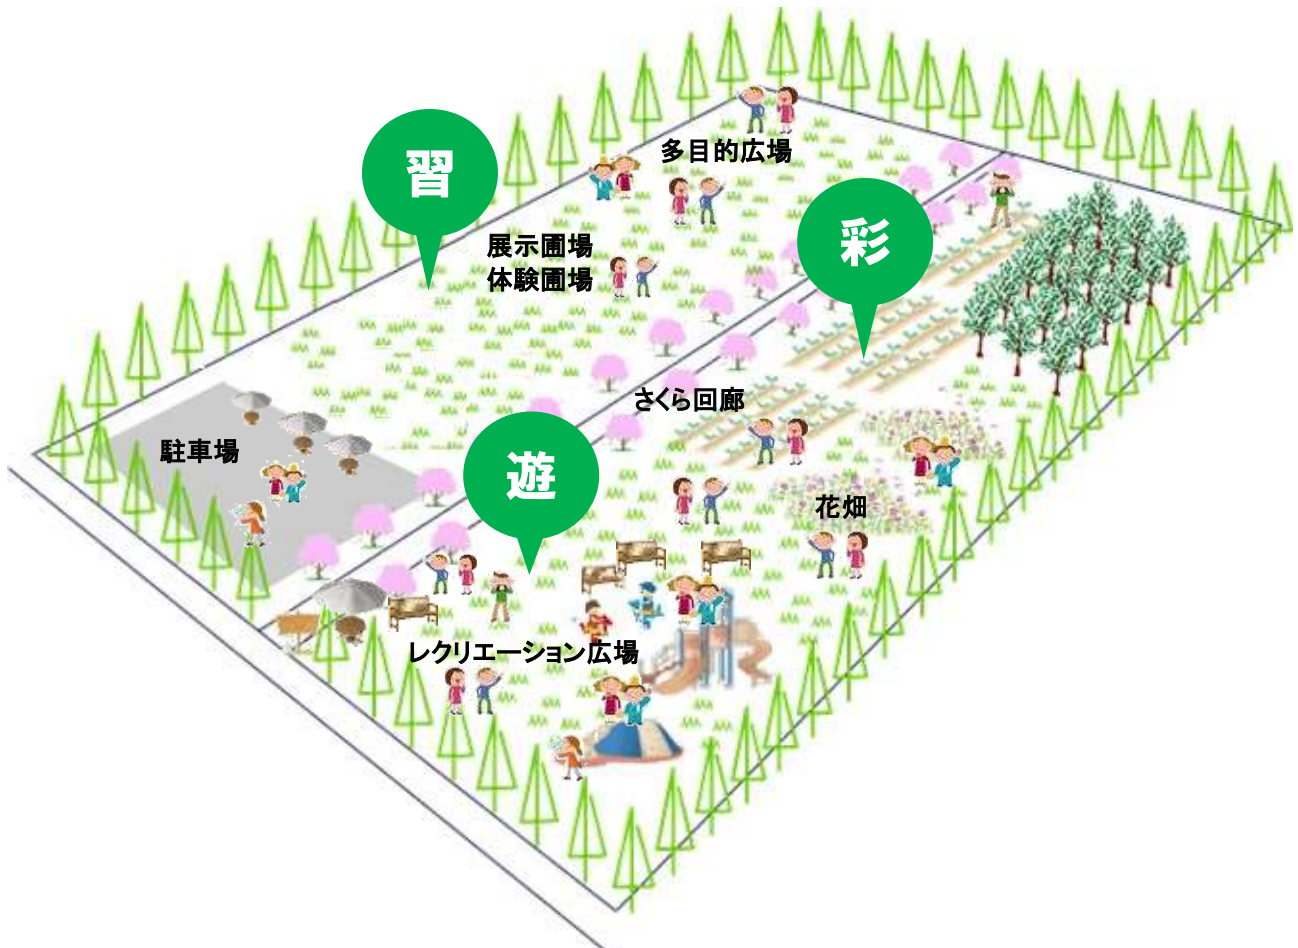 多目的広場
習
彩
展示圃場
体験圃場
さくら回廊
駐車場
遊
花畑
レクリエーション広場